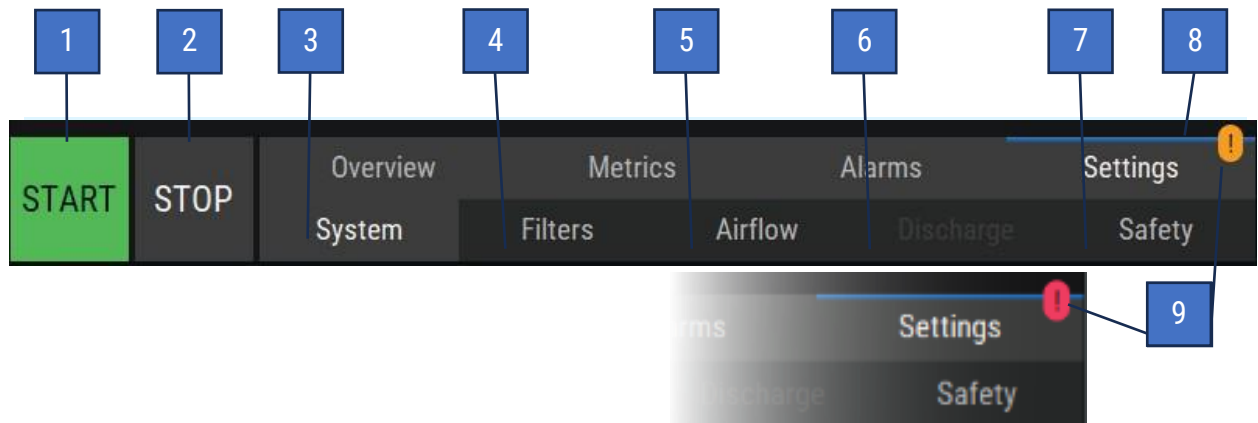 1 2 3 4 5 6 7 8
Overview Metrics Alarms Settings !
START STOP
System Filters Airflow Discharge Safety
rms Settings !
9
Discharge Safety